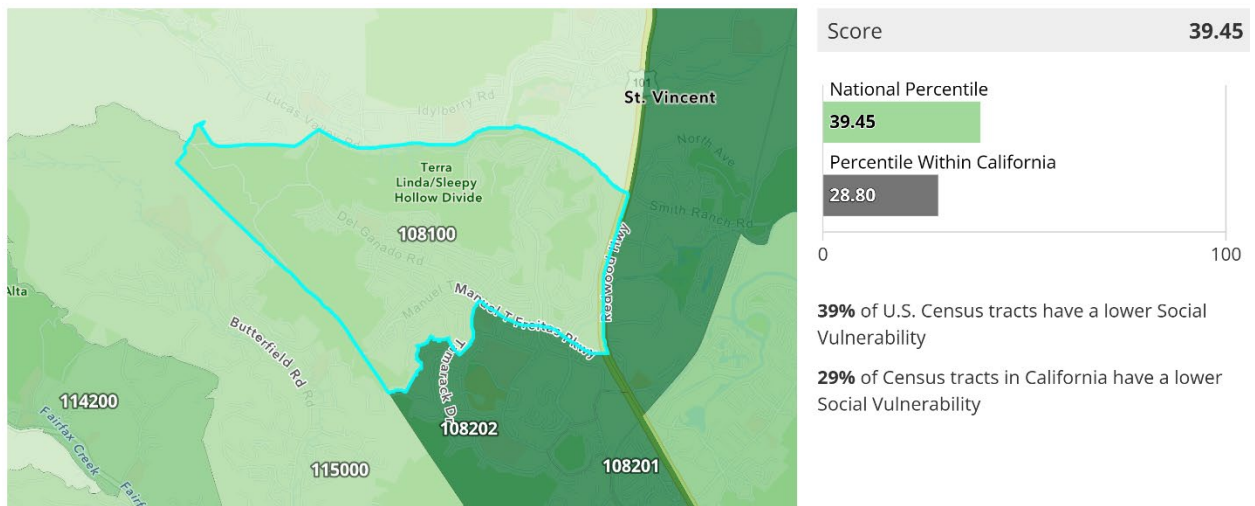 Score 39.45
National Percentile
39.45
Percentile Within California
28.80
0 100
39% of U.S. Census tracts have a lower Social
Vulnerability
29% of Census tracts in California have a lower
Social Vulnerability
101
St. Vincent
Idylberry Rd
Lucas Valley Rd
North Ave
Terra
Linda/Sleepy
Hollow Divide
Smith Ranch Rd
Del Ganado Rd
108100
Redwood Hwy
Manuel T
Manuel T Freitas Pkwy
Alta
Butterfield Rd
Tamarack Dr
114200
108202
Fairfax Creek
115000
108201